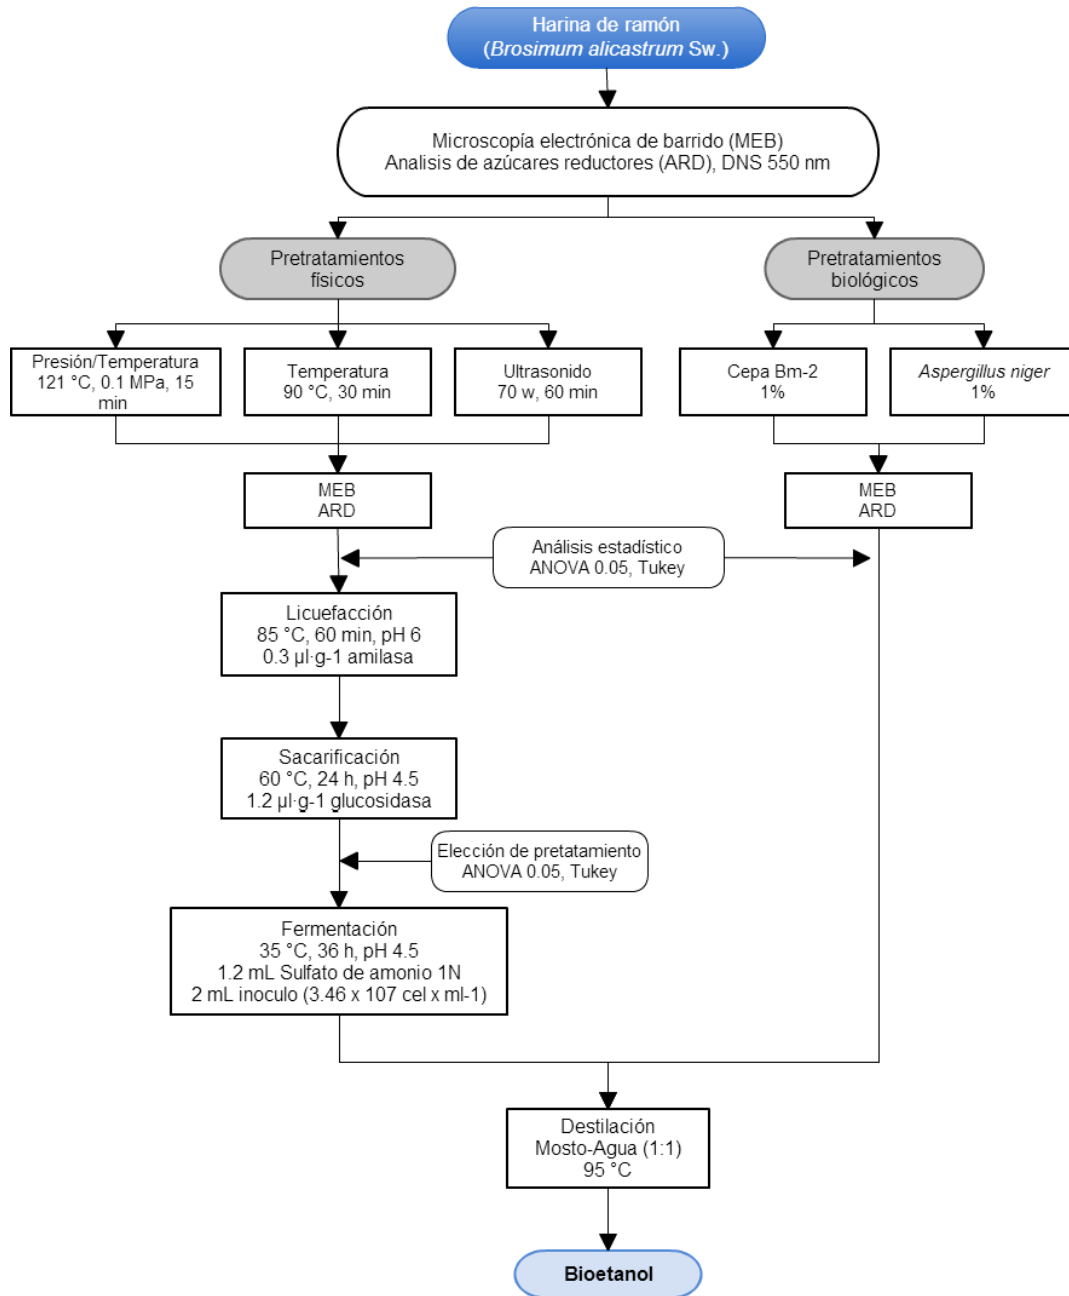 Harina de ramón
(Brosimum alicastrum Sw.)
Microscopía electrónica de barrido (MEB)
Analisis de azúcares reductores (ARD), DNS 550 nm
Pretratamientos
físicos
Pretratamientos
biológicos
Presión/Temperatura
121 °C, 0.1 MPa, 15
min
Temperatura
90 °C, 30 min
Ultrasonido
70 w, 60 min
Cepa Bm-2
1%
Aspergillus niger
1%
MEB
ARD
MEB
ARD
Análisis estadístico
ANOVA 0.05, Tukey
Licuefacción
85 °C, 60 min, pH 6
0.3 µl·g-1 amilasa
Sacarificación
60 °C, 24 h, pH 4.5
1.2 µl·g-1 glucosidasa
Elección de pretatamiento
ANOVA 0.05, Tukey
Fermentación
35 °C, 36 h, pH 4.5
1.2 mL Sulfato de amonio 1N
2 mL inoculo (3.46 x 107 cel x ml-1)
Destilación
Mosto-Agua (1:1)
95 °C
Bioetanol